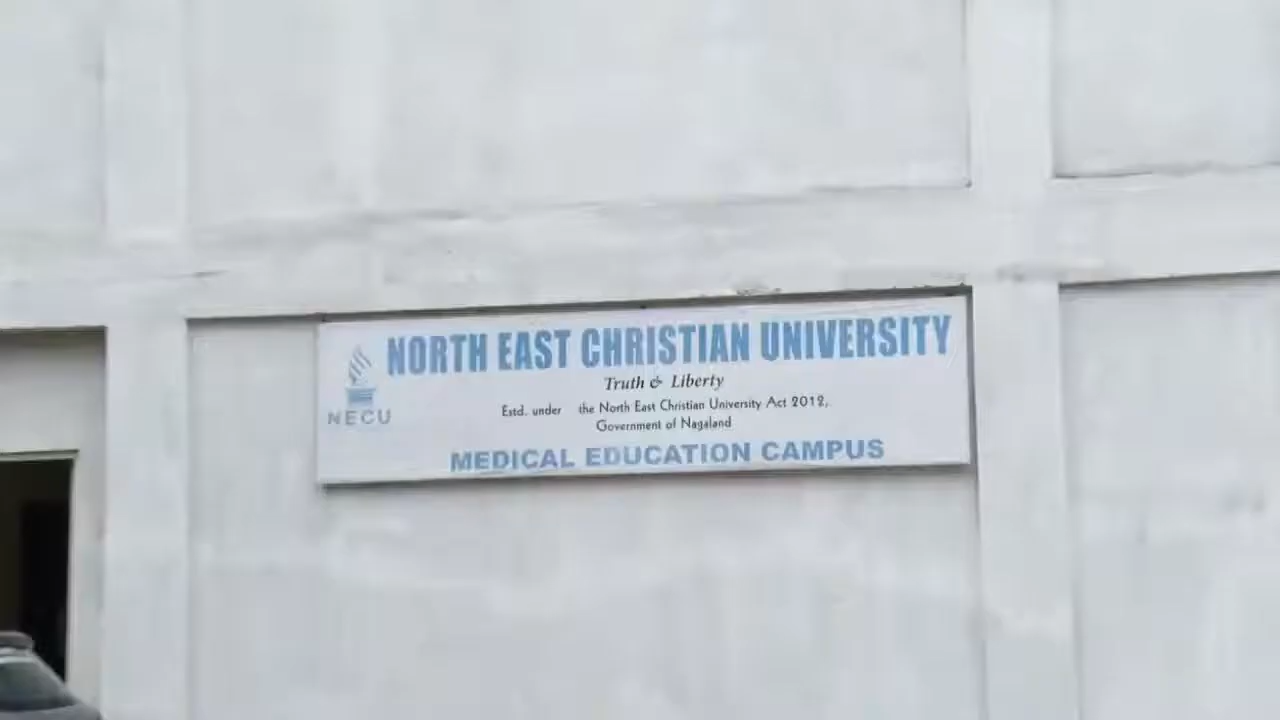 NORTH EAST CHRISTIAN UNIVERSITY
Truth & Liberty
NECU
Estd. under the North East Christian University Act 2012,
Government of Nagaland
MEDICAL EDUCATION CAMPUS